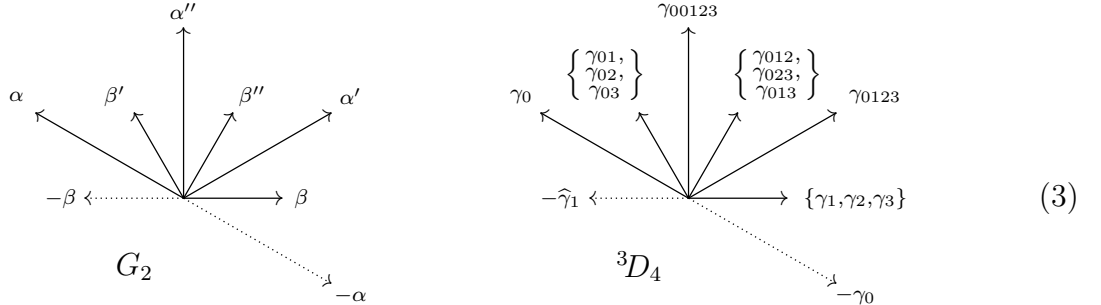 α'' γ₀₀₁₂₃
{ γ₀₁, γ₀₂, γ₀₃ } { γ₀₁₂, γ₀₂₃, γ₀₁₃ }
α β' β'' α' γ₀ γ₀₁₂₃
−β β −γ̂₁ {γ₁,γ₂,γ₃} (3)
G₂ ³D₄
−α −γ₀